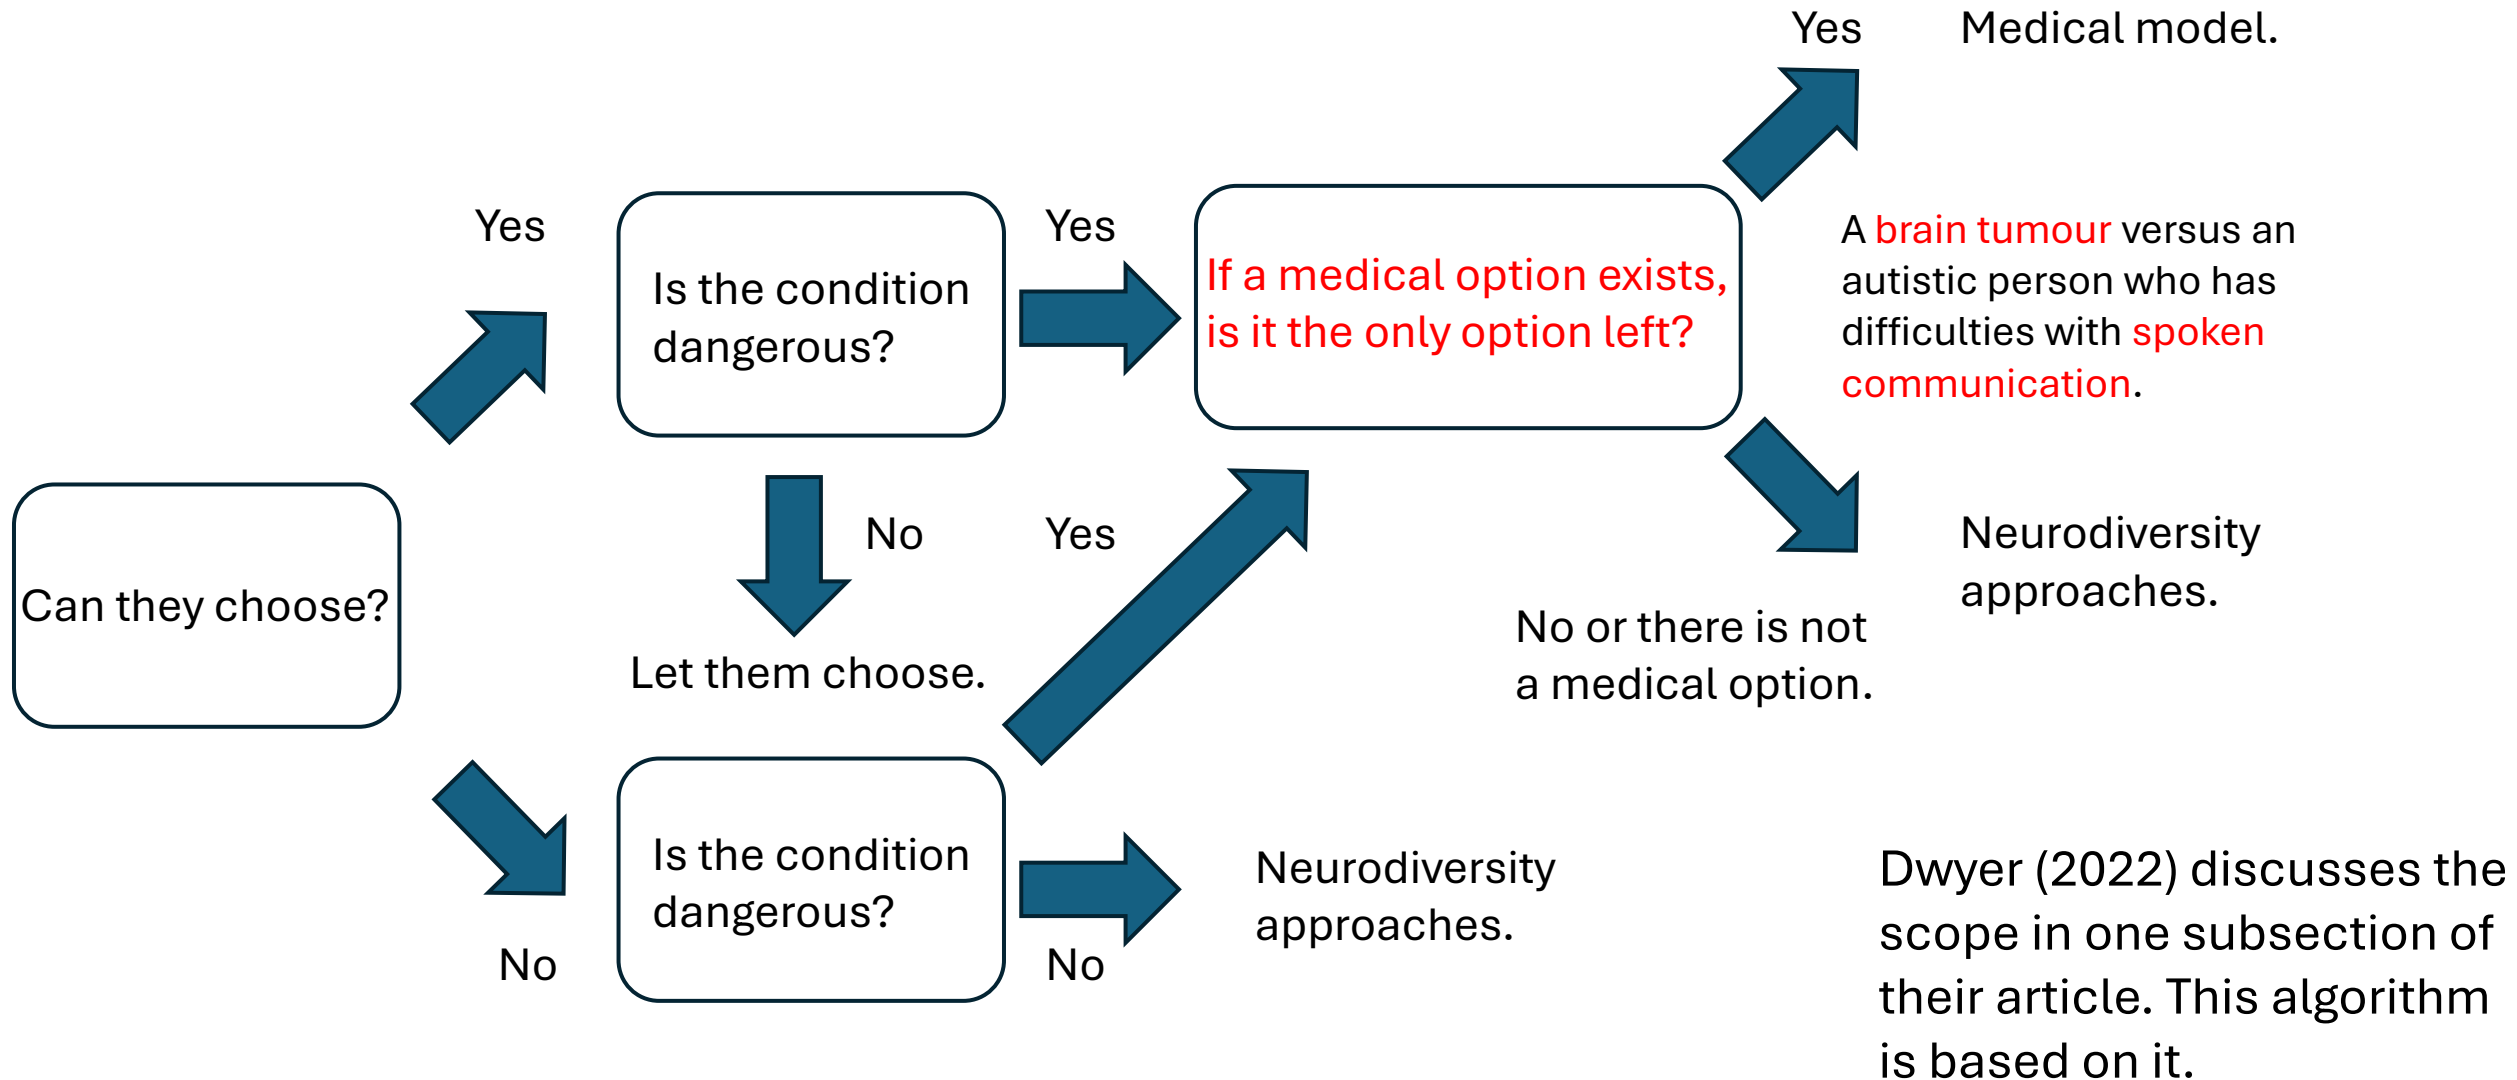 Can they choose?
Yes
Is the condition
dangerous?
Yes
If a medical option exists,
is it the only option left?
Yes
Medical model.
A brain tumour versus an
autistic person who has
difficulties with spoken
communication.
No
Let them choose.
Yes
No or there is not
a medical option.
Neurodiversity
approaches.
No
Is the condition
dangerous?
No
Neurodiversity
approaches.
Dwyer (2022) discusses the
scope in one subsection of
their article. This algorithm
is based on it.